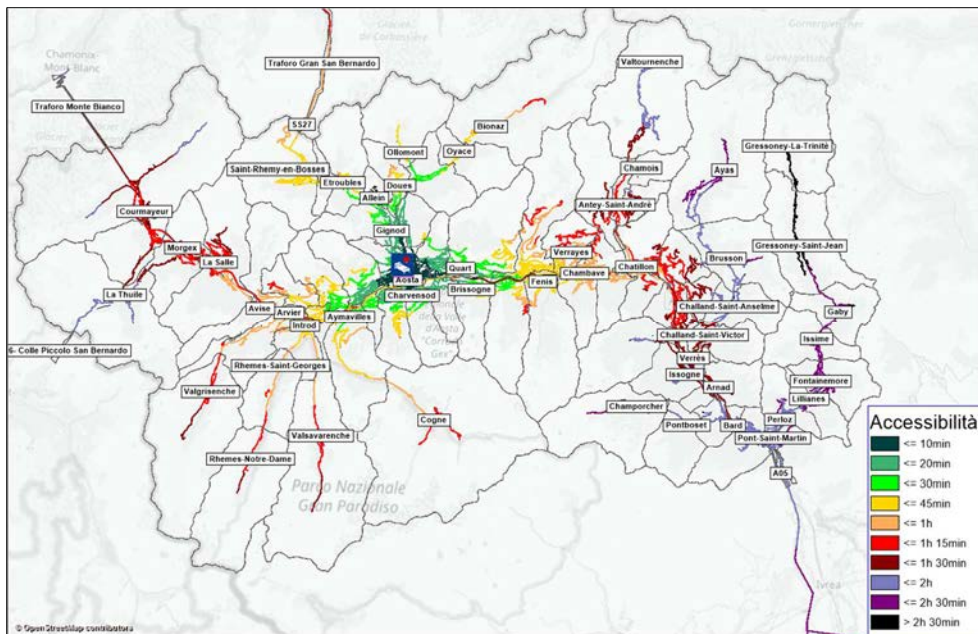 Chamonix-
Mont-Blanc
Traforo Gran San Bernardo
Valtournenche
Traforo Monte Bianco
SS27
Bionaz
Ollomont
Oyace
Gressoney-La-Trinitè
Saint-Rhemy-en-Bosses
Etroubles
Doues
Allein
Chamois
Ayas
Antey-Saint-André
Courmayeur
Gignod
Morgex
La Salle
Verrayes
Gressoney-Saint-Jean
Quart
Chatillon
Brusson
Aosta
Chambave
Fenis
La Thuile
Brissogne
Charvensod
Avise
Arvier
Introd
Aymavilles
Challand-Saint-Anselme
Gaby
Challand-Saint-Victor
Issime
6- Colle Piccolo San Bernardo
Verrès
Rhemes-Saint-Georges
Issogne
Fontainemore
Valgrisenche
Arnad
Lillianes
Cogne
Champorcher
Perloz
Pontboset
Bard
Valsavarenche
Pont-Saint-Martin
Rhemes-Notre-Dame
A05
Parco Nazionale
Gran Paradiso
Ivrea
Accessibilità
<= 10min
<= 20min
<= 30min
<= 45min
<= 1h
<= 1h 15min
<= 1h 30min
<= 2h
<= 2h 30min
> 2h 30min
© OpenStreetMap contributors